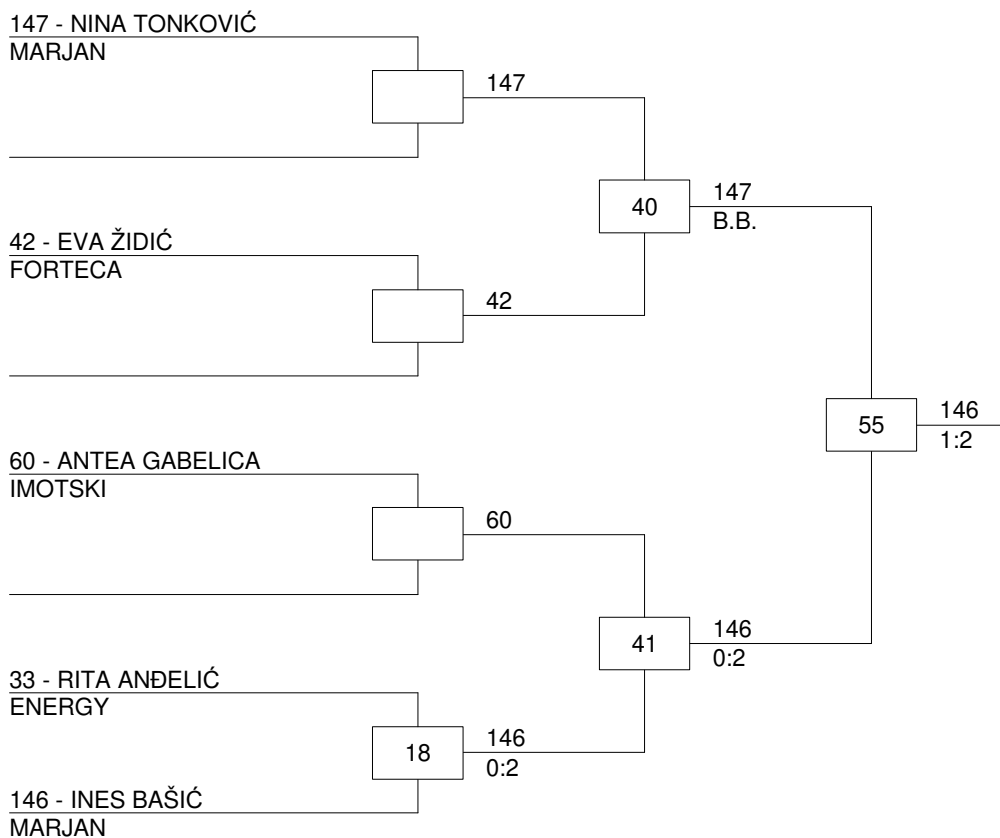 147 - NINA TONKOVIĆ
MARJAN
147
147
40
B.B.
42 - EVA ŽIDIĆ
FORTECA
42
146
55
1:2
60 - ANTEA GABELICA
IMOTSKI
60
146
41
0:2
33 - RITA ANĐELIĆ
ENERGY
146
18
0:2
146 - INES BAŠIĆ
MARJAN